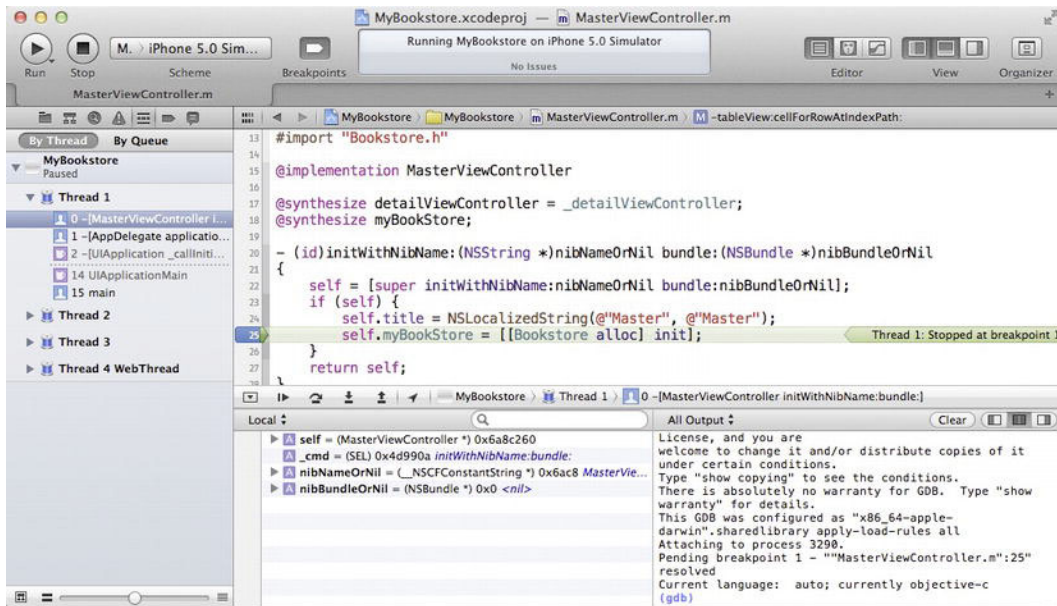 MyBookstore.xcodeproj — m MasterViewController.m
M. 〉 iPhone 5.0 Sim...
Running MyBookstore on iPhone 5.0 Simulator
No Issues
Run Stop Scheme Breakpoints Editor View Organizer
MasterViewController.m
MyBookstore 〉 MyBookstore 〉 m MasterViewController.m 〉 M -tableView:cellForRowAtIndexPath:
By Thread By Queue
MyBookstore
Paused
Thread 1
0 -[MasterViewController i...
1 -[AppDelegate applicatio...
2 -[UIApplication _callIniti...
14 UIApplicationMain
15 main
Thread 2
Thread 3
Thread 4 WebThread
13 #import "Bookstore.h"
14
15 @implementation MasterViewController
16
17 @synthesize detailViewController = _detailViewController;
18 @synthesize myBookStore;
19
20 - (id)initWithNibName:(NSString *)nibNameOrNil bundle:(NSBundle *)nibBundleOrNil
21 {
22 self = [super initWithNibName:nibNameOrNil bundle:nibBundleOrNil];
23 if (self) {
24 self.title = NSLocalizedString(@"Master", @"Master");
25 self.myBookStore = [[Bookstore alloc] init]; Thread 1: Stopped at breakpoint 1
26 }
27 return self;
28 }
MyBookstore 〉 Thread 1 〉 0 -[MasterViewController initWithNibName:bundle:]
Local
A self = (MasterViewController *) 0x6a8c260
A _cmd = (SEL) 0x4d990a initWithNibName:bundle:
A nibNameOrNil = (__NSCFConstantString *) 0x6ac8 MasterVie...
A nibBundleOrNil = (NSBundle *) 0x0 <nil>
All Output Clear
License, and you are
welcome to change it and/or distribute copies of it
under certain conditions.
Type "show copying" to see the conditions.
There is absolutely no warranty for GDB. Type "show
warranty" for details.
This GDB was configured as "x86_64-apple-
darwin".sharedlibrary apply-load-rules all
Attaching to process 3290.
Pending breakpoint 1 - ""MasterViewController.m":25"
resolved
Current language: auto; currently objective-c
(gdb)